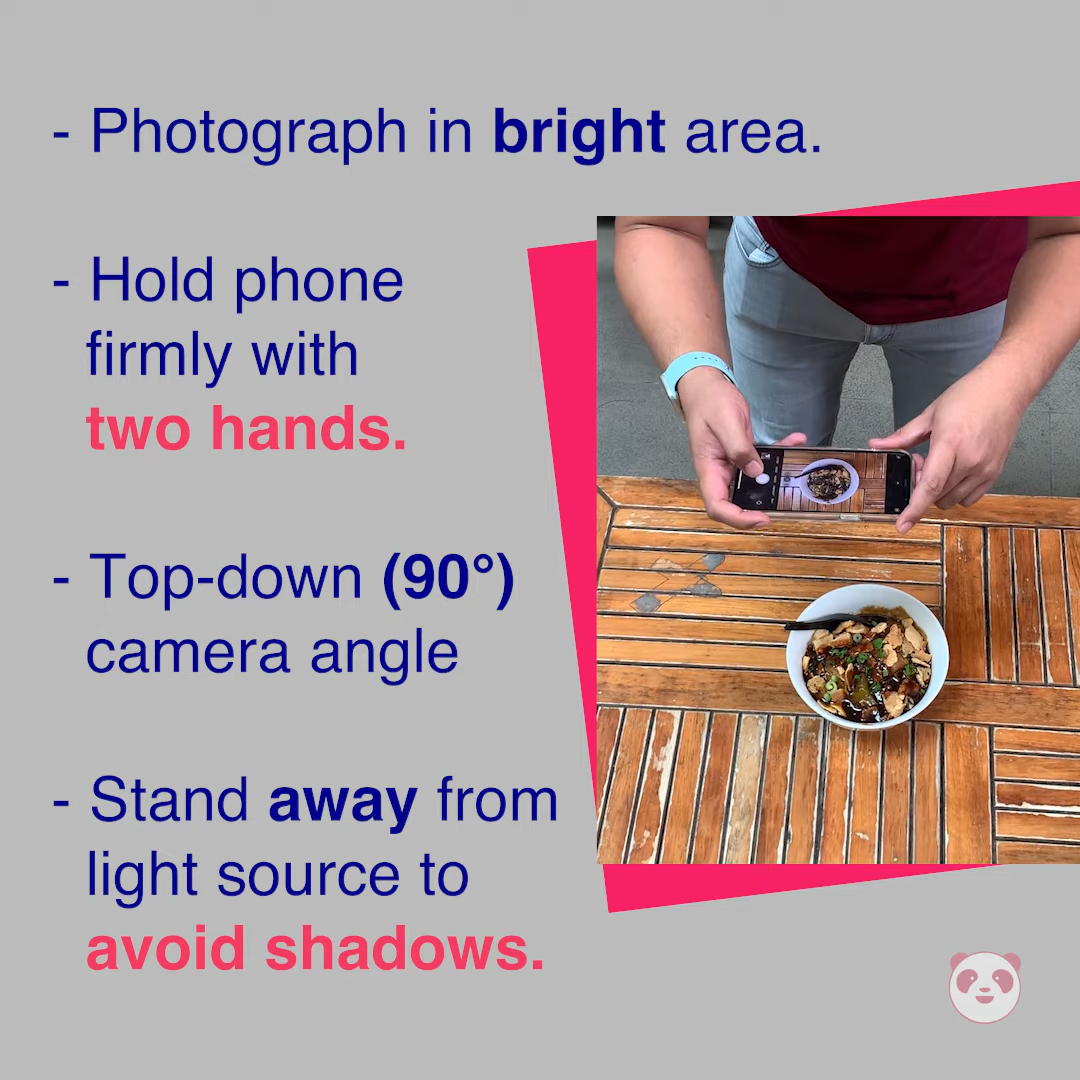 - Photograph in bright area.
- Hold phone
firmly with
two hands.
- Top-down (90°)
camera angle
- Stand away from
light source to
avoid shadows.